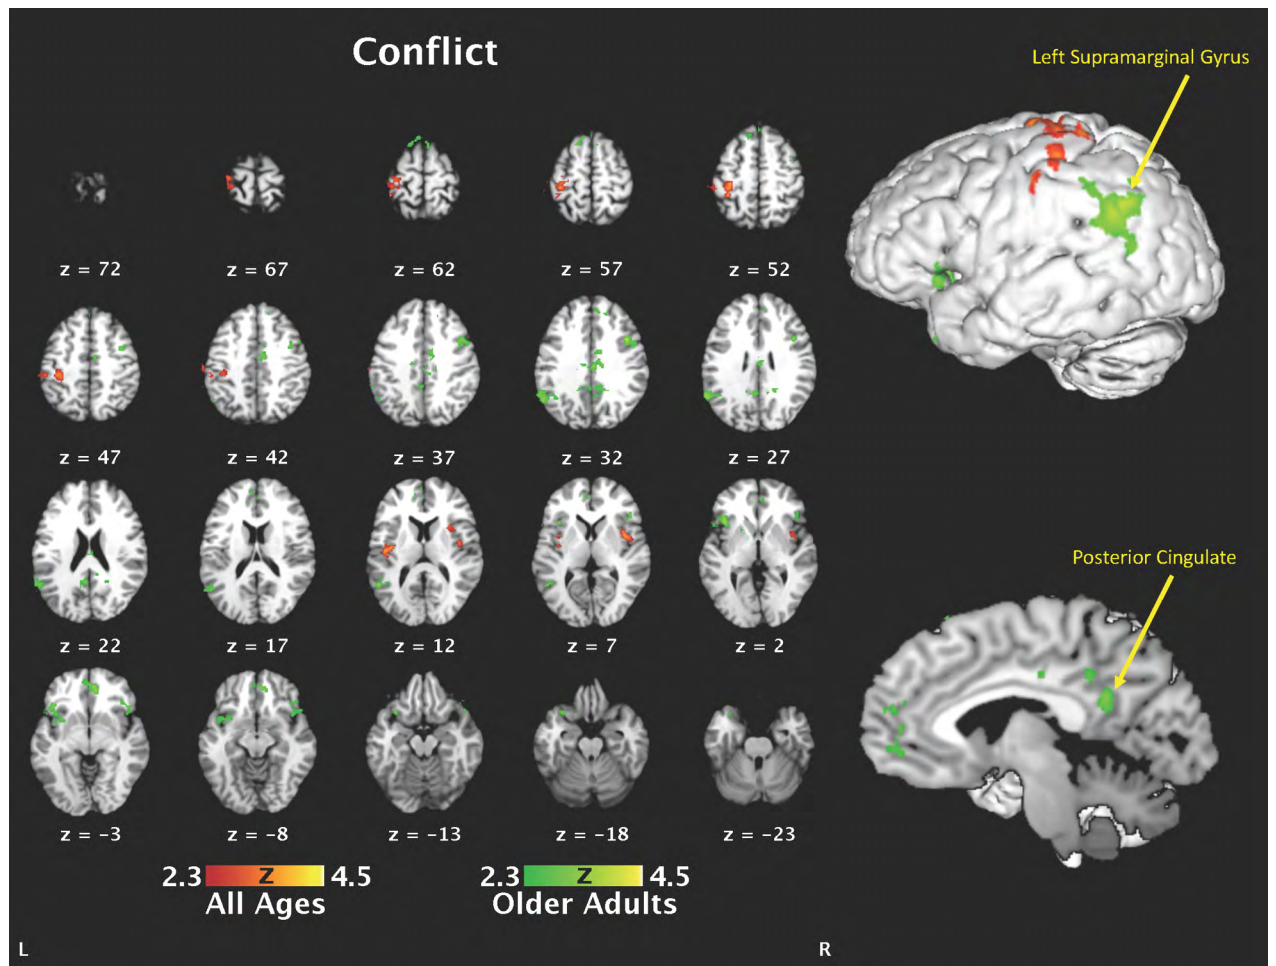 Conflict
Left Supramarginal Gyrus
z = 72 z = 67 z = 62 z = 57 z = 52
z = 47 z = 42 z = 37 z = 32 z = 27
Posterior Cingulate
z = 22 z = 17 z = 12 z = 7 z = 2
z = -3 z = -8 z = -13 z = -18 z = -23
2.3 Z 4.5 2.3 Z 4.5
All Ages Older Adults
L R